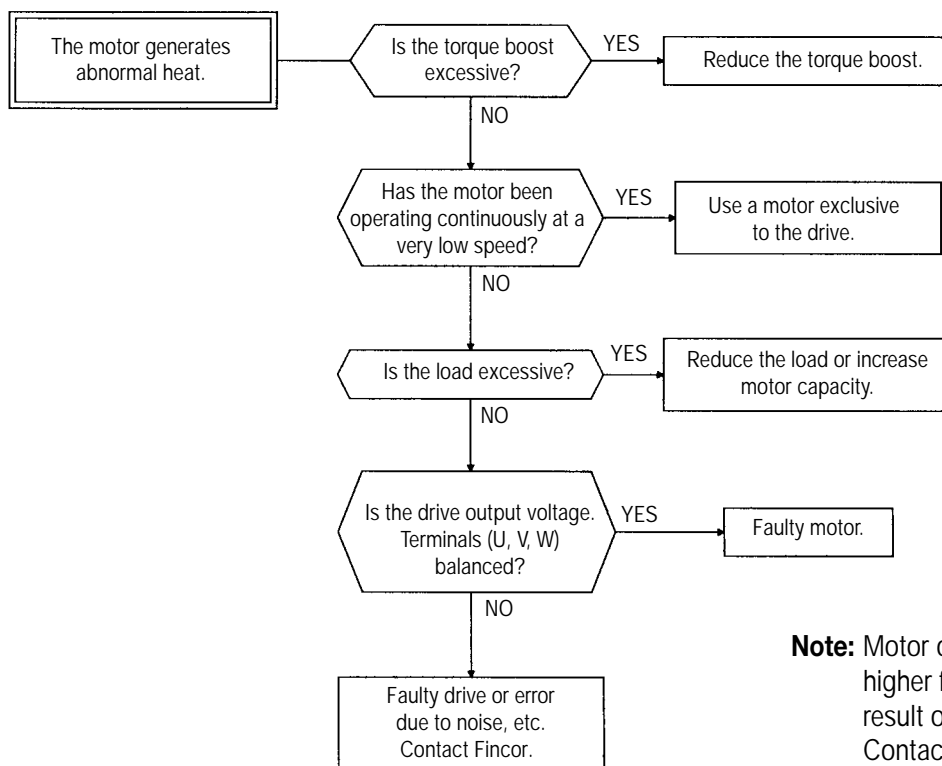 The motor generates
abnormal heat.
Is the torque boost
excessive?
YES
Reduce the torque boost.
NO
Has the motor been
operating continuously at a
very low speed?
YES
Use a motor exclusive
to the drive.
NO
Is the load excessive?
YES
Reduce the load or increase
motor capacity.
NO
Is the drive output voltage.
Terminals (U, V, W)
balanced?
YES
Faulty motor.
NO
Faulty drive or error
due to noise, etc.
Contact Fincor.
Note: Motor
higher
result
Contac